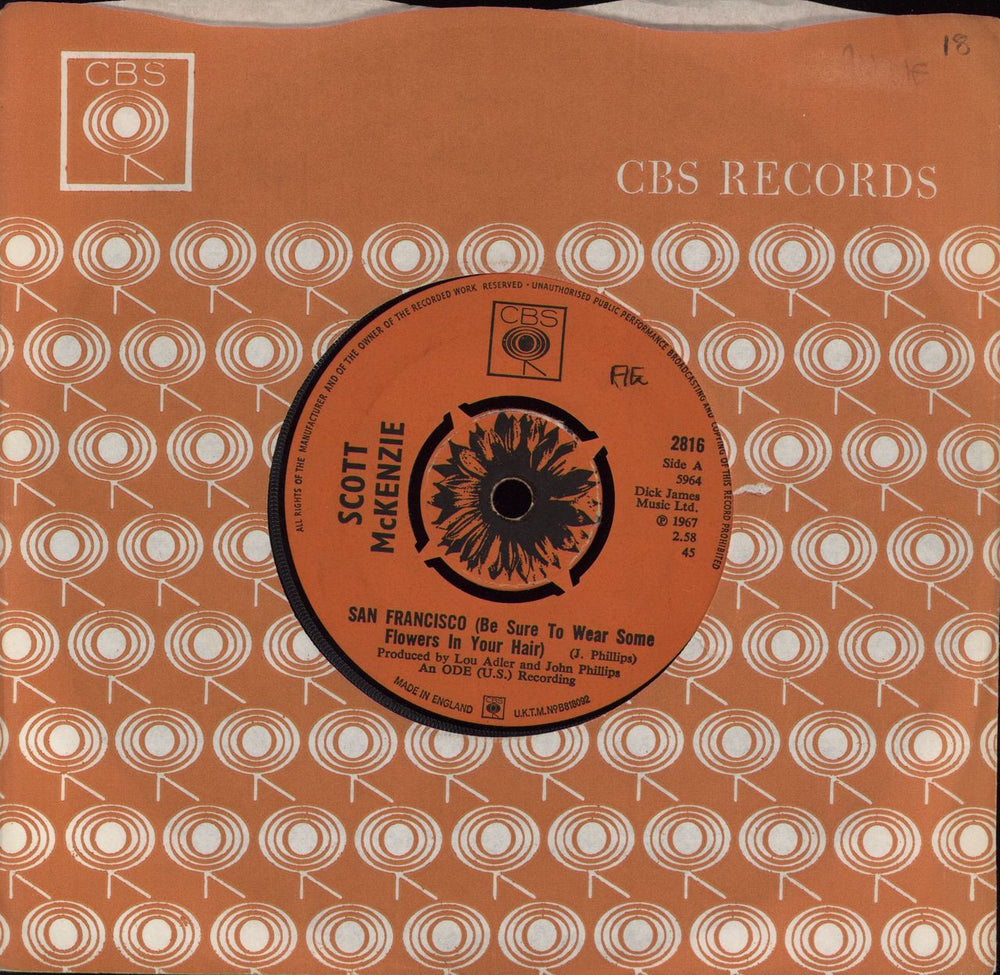 18
CBS
CBS RECORDS
ALL RIGHTS OF THE MANUFACTURER AND OF THE OWNER OF THE RECORDED WORK RESERVED · UNAUTHORISED PUBLIC PERFORMANCE BROADCASTING AND COPYING OF THIS RECORD PROHIBITED
CBS
SCOTT
McKENZIE
2816
Side A
5964
Dick James
Music Ltd.
℗ 1967
2.58
45
SAN FRANCISCO (Be Sure To Wear Some
Flowers In Your Hair) (J. Phillips)
Produced by Lou Adler and John Phillips
An ODE (U.S.) Recording
MADE IN ENGLAND
CBS
U.K.T.M. No B818092